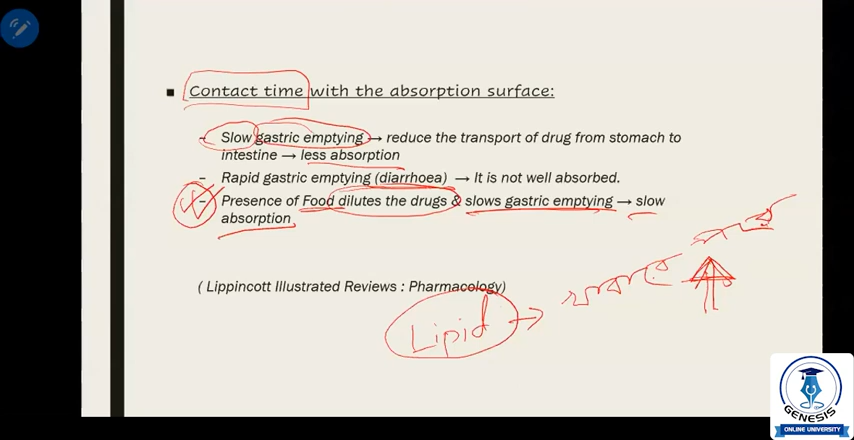 Contact time with the absorption surface:
- Slow gastric emptying → reduce the transport of drug from stomach to
intestine → less absorption
- Rapid gastric emptying (diarrhoea) → It is not well absorbed.
- Presence of Food dilutes the drugs & slows gastric emptying → slow
absorption
( Lippincott Illustrated Reviews : Pharmacology)
Lipid →
GENESIS
ONLINE UNIVERSITY